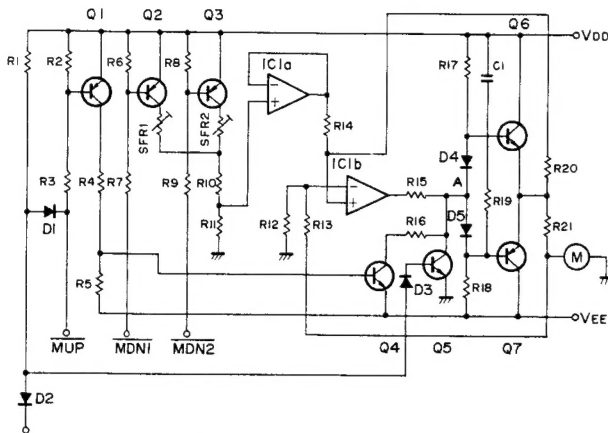 Q1 Q2 Q3 Q6
VDD
R1 R2 R6 R8 IC1a R17 C1
SFR1 SFR2 R14
D4 R20
IC1b
R3 R4 R7 R9 R10 R15 A R19
D1 R11 R12 R13 R16 D5 R21
M
R5 D3 R18
VEE
MUP MDN1 MDN2 Q4 Q5 Q7
D2